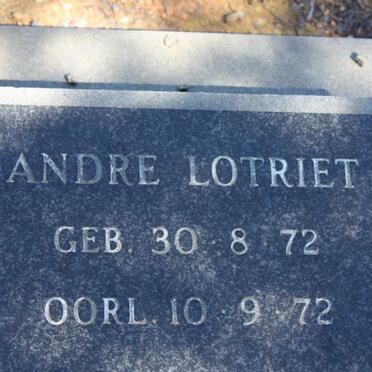 ANDRE LOTRIET
GEB. 30·8·72
OORL. 10·9·72